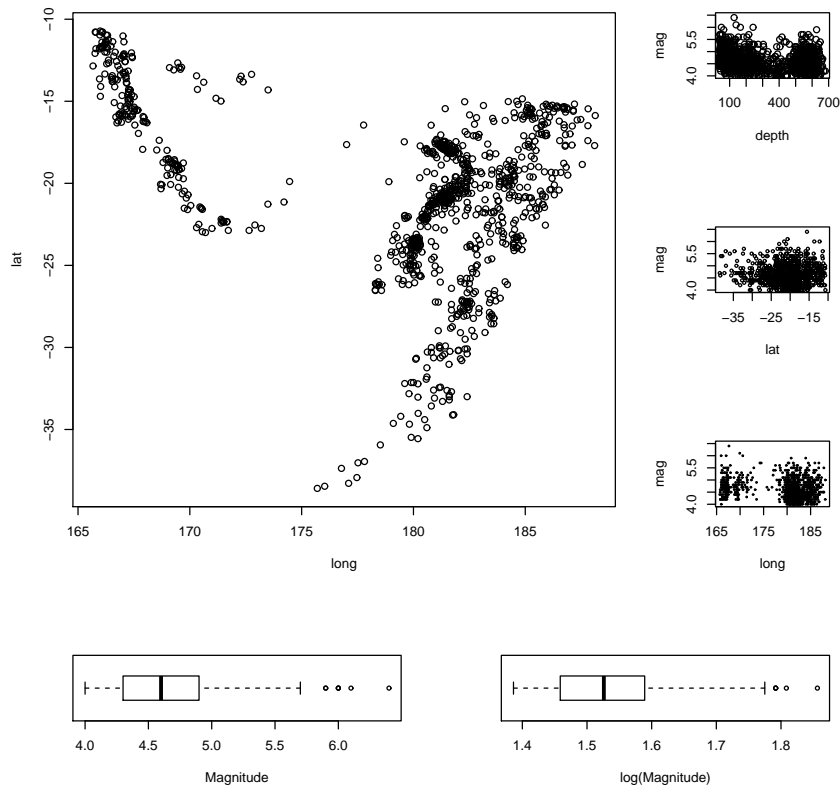 -10
-15
-20
-25
-30
-35
lat
165 170 175 180 185
long
5.5
4.0
mag
100 400 700
depth
5.5
4.0
mag
-35 -25 -15
lat
5.5
4.0
mag
165 175 185
long
4.0 4.5 5.0 5.5 6.0
Magnitude
1.4 1.5 1.6 1.7 1.8
log(Magnitude)